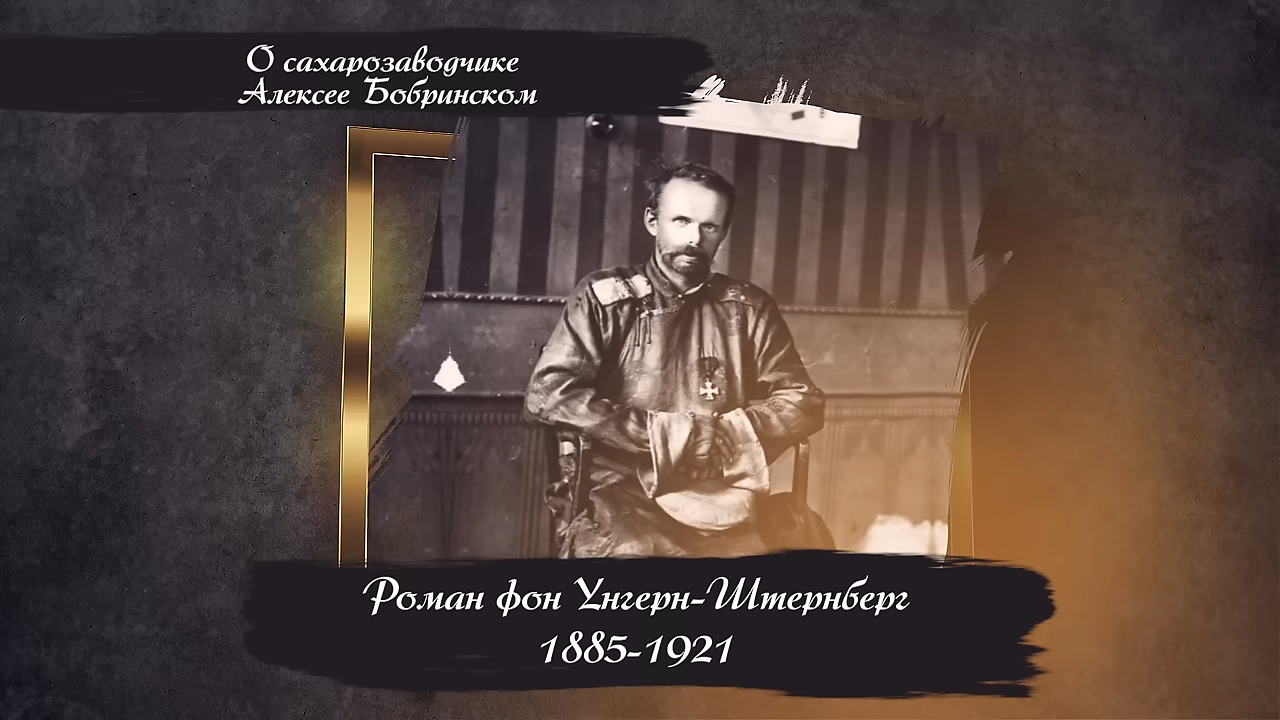 О сахарозаводчике
Алексее Бобринском
Роман фон Унгерн-Штернберг
1885-1921